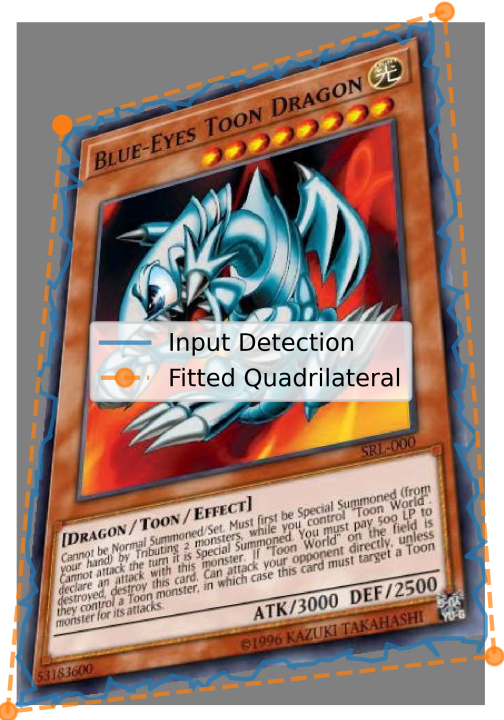 BLUE-EYES TOON DRAGON
光
Input Detection
Fitted Quadrilateral
SRL-000
[DRAGON / TOON / EFFECT]
Cannot be Normal Summoned/Set. Must first be Special Summoned (from
your hand) by Tributing 2 monsters, while you control "Toon World".
Cannot attack the turn it is Special Summoned. You must pay 500 LP to
declare an attack with this monster. If "Toon World" on the field is
destroyed, destroy this card. Can attack your opponent directly, unless
they control a Toon monster, in which case this card must target a Toon
monster for its attacks.
ATK/3000 DEF/2500
53183600
©1996 KAZUKI TAKAHASHI